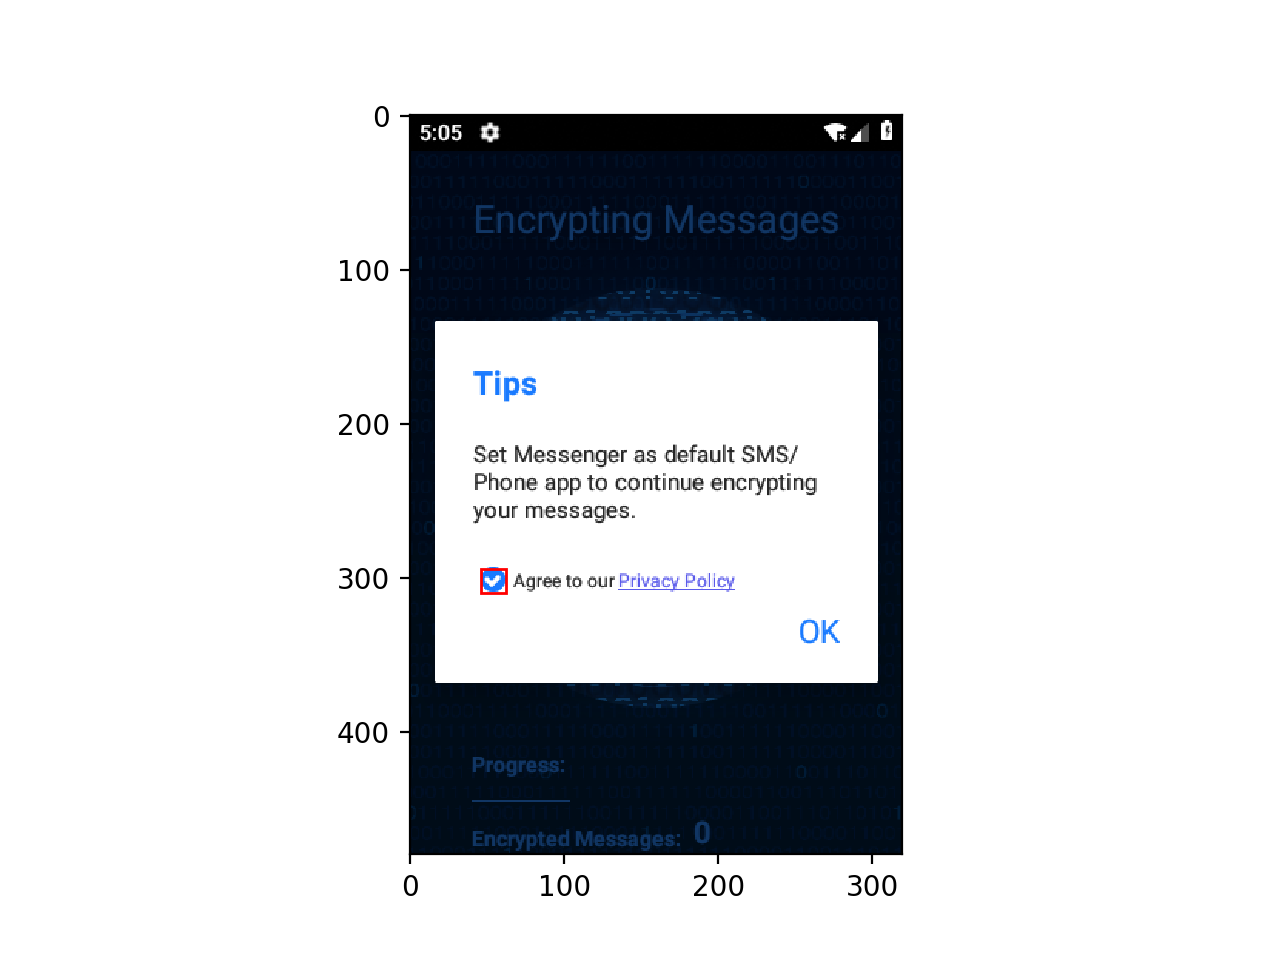 0
100
200
300
400
5:05
Encrypting Messages
Tips
Set Messenger as default SMS/
Phone app to continue encrypting
your messages.
Agree to our Privacy Policy
OK
Progress:
Encrypted Messages: 0
0 100 200 300